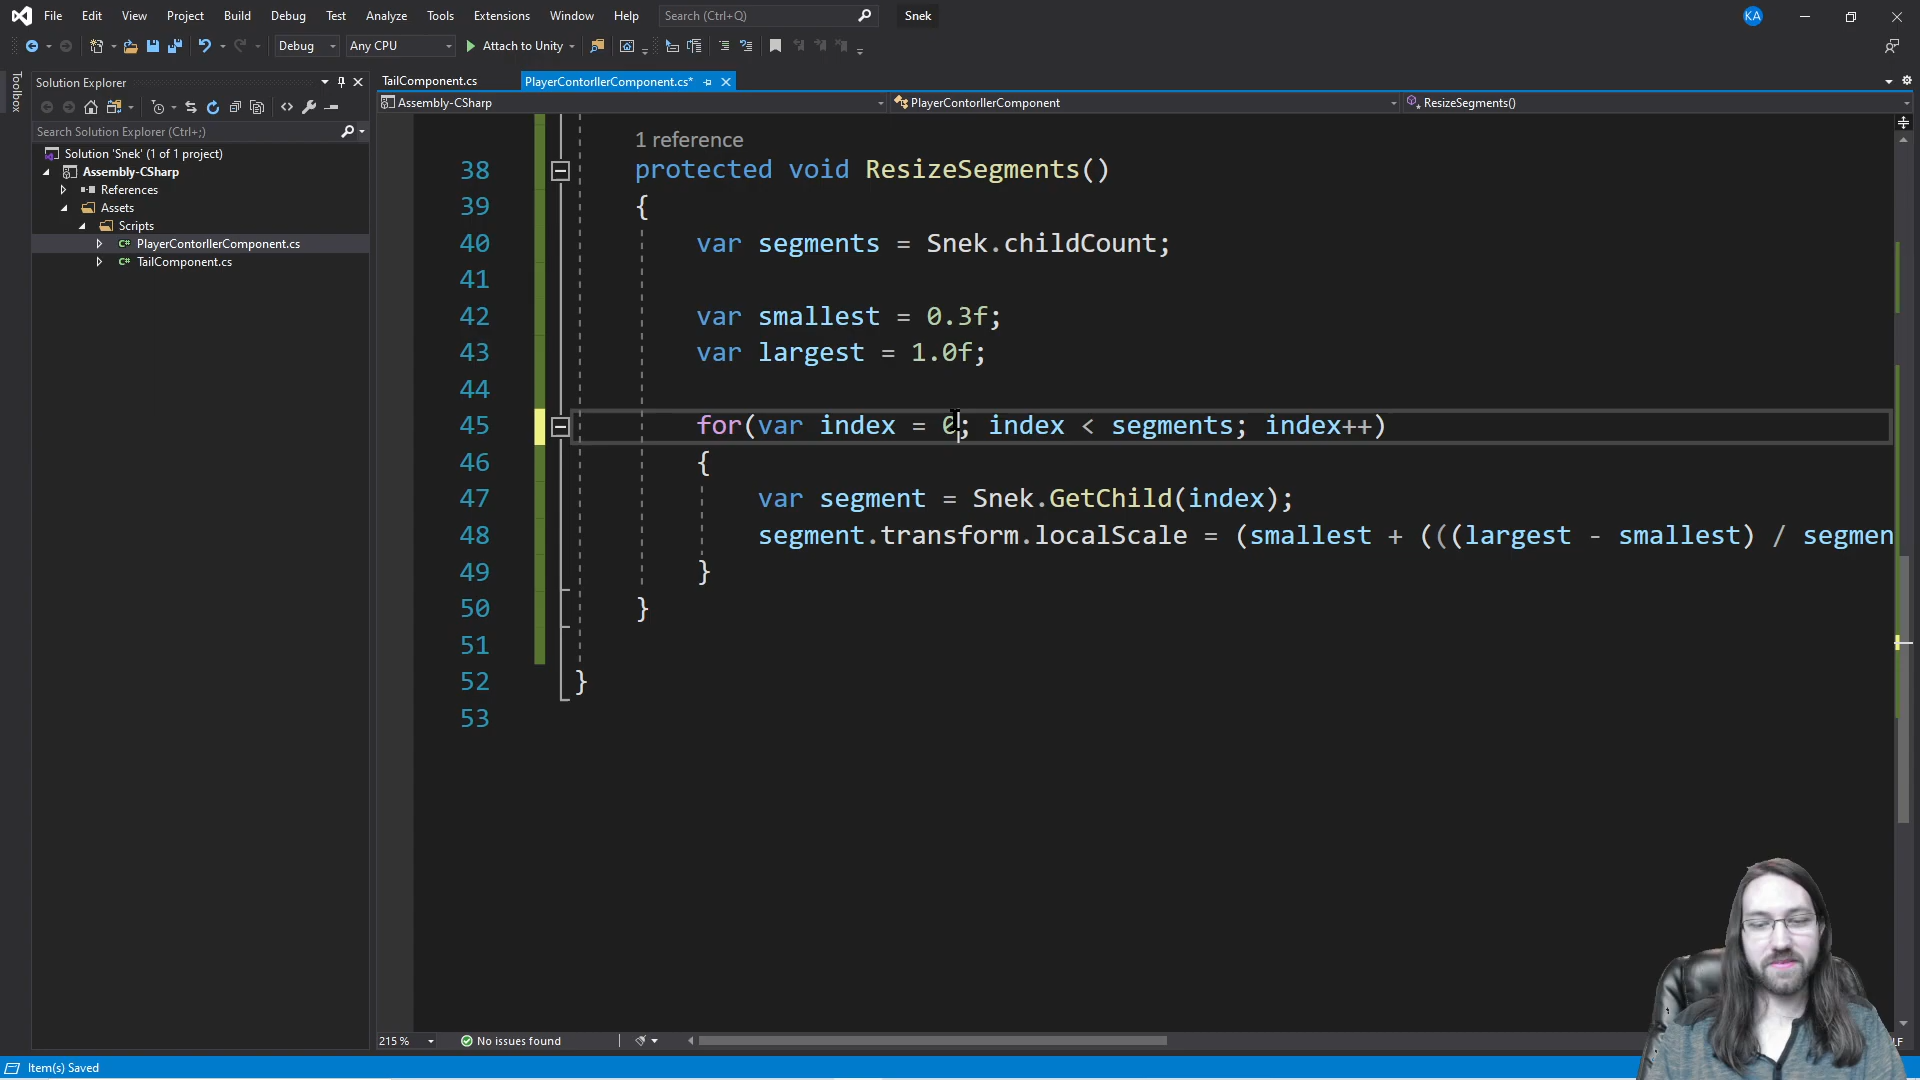 File Edit View Project Build Debug Test Analyze Tools Extensions Window Help Search (Ctrl+Q) Snek KA
Debug Any CPU Attach to Unity
Toolbox
Solution Explorer
Search Solution Explorer (Ctrl+;)
Solution 'Snek' (1 of 1 project)
Assembly-CSharp
References
Assets
Scripts
C# PlayerContorllerComponent.cs
C# TailComponent.cs
TailComponent.cs PlayerContorllerComponent.cs*
Assembly-CSharp PlayerContorllerComponent ResizeSegments()
1 reference
38 protected void ResizeSegments()
39 {
40 var segments = Snek.childCount;
41
42 var smallest = 0.3f;
43 var largest = 1.0f;
44
45 for(var index = 0; index < segments; index++)
46 {
47 var segment = Snek.GetChild(index);
48 segment.transform.localScale = (smallest + (((largest - smallest) / segmen
49 }
50 }
51
52 }
53
215 % No issues found
Item(s) Saved